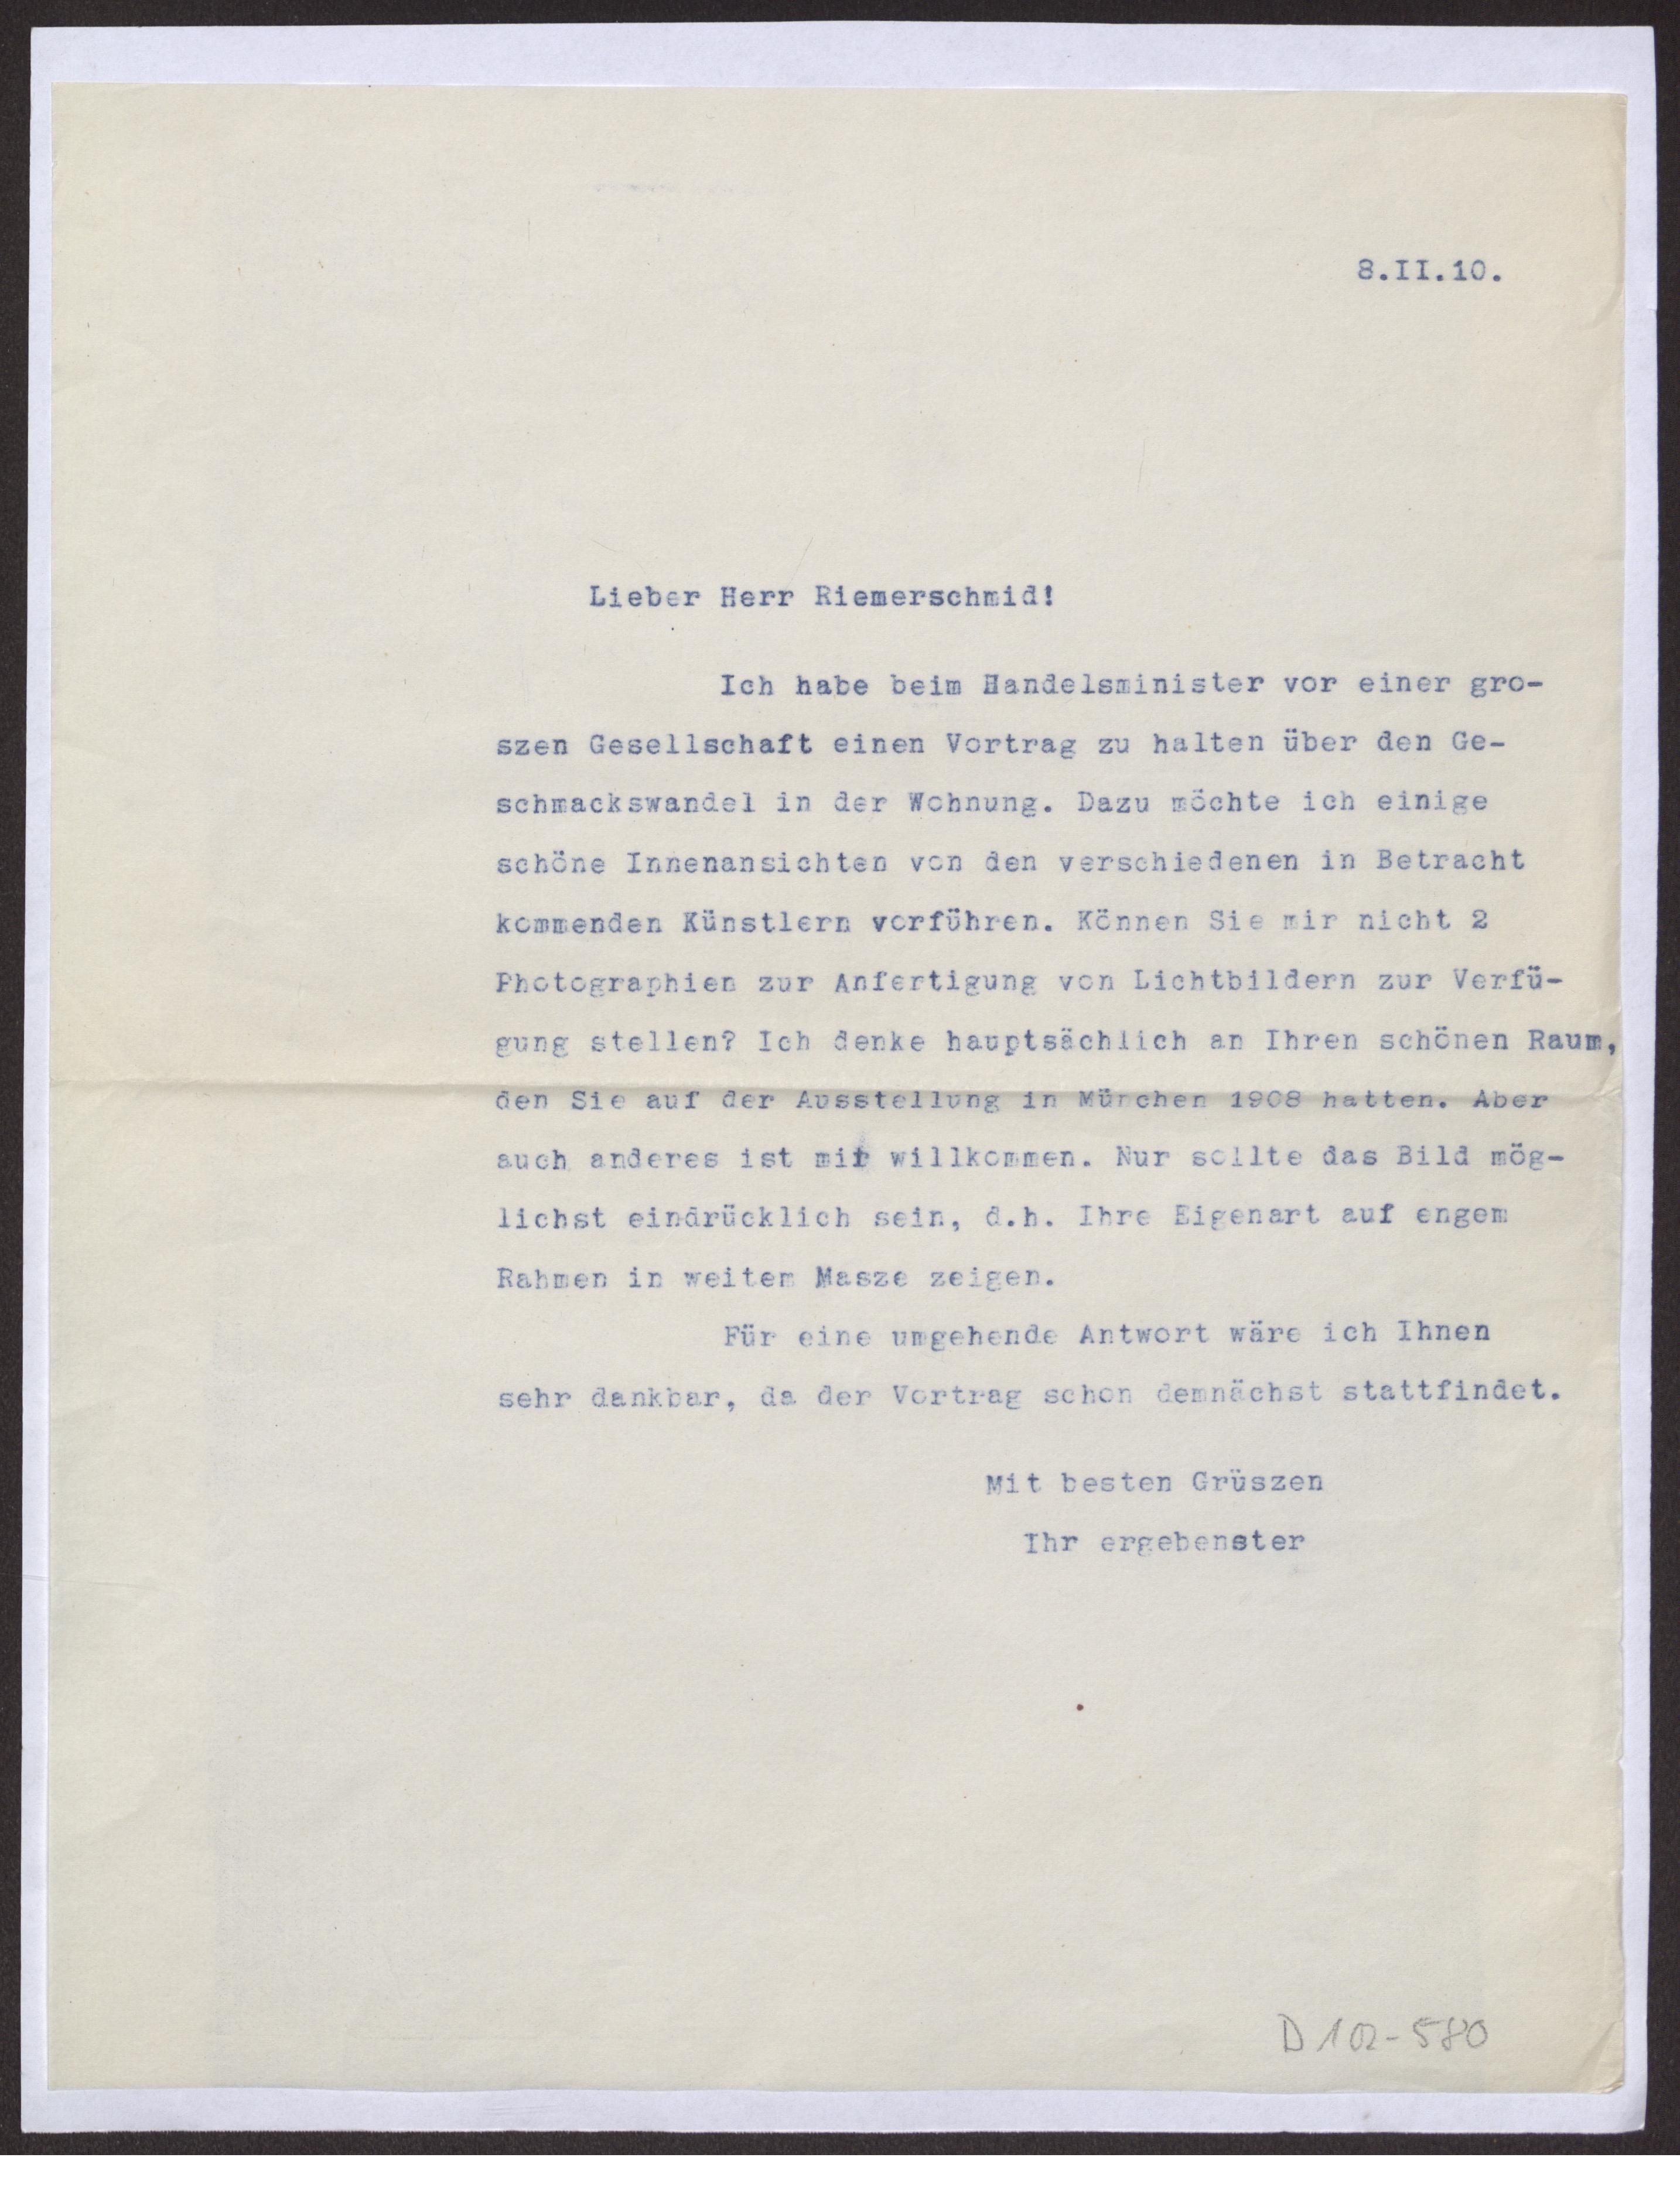 8.II.10.
Lieber Herr Riemerschmid!
Ich habe beim Handelsminister vor einer gro-
szen Gesellschaft einen Vortrag zu halten über den Ge-
schmackswandel in der Wohnung. Dazu möchte ich einige
schöne Innenansichten von den verschiedenen in Betracht
kommenden Künstlern vorführen. Können Sie mir nicht 2
Photographien zur Anfertigung von Lichtbildern zur Verfü-
gung stellen? Ich denke hauptsächlich an Ihren schönen Raum,
den Sie auf der Ausstellung in München 1908 hatten. Aber
auch anderes ist mir willkommen. Nur sollte das Bild mög-
lichst eindrücklich sein, d.h. Ihre Eigenart auf engem
Rahmen in weitem Masze zeigen.
Für eine umgehende Antwort wäre ich Ihnen
sehr dankbar, da der Vortrag schon demnächst stattfindet.
Mit besten Grüszen
Ihr ergebenster
D 102-580